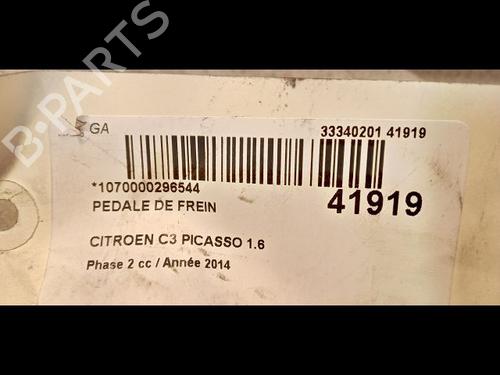 B-PARTS
GA
33340201 41919
*1070000296544
PEDALE DE FREIN
41919
CITROEN C3 PICASSO 1.6
Phase 2 cc / Année 2014